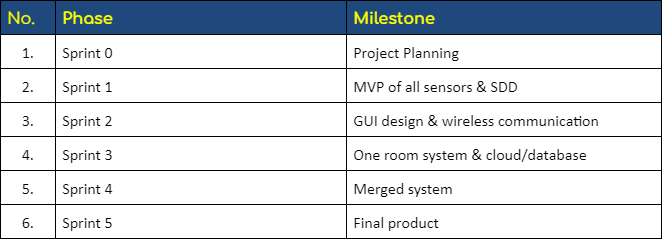 No. Phase Milestone
1. Sprint 0 Project Planning
2. Sprint 1 MVP of all sensors & SDD
3. Sprint 2 GUI design & wireless communication
4. Sprint 3 One room system & cloud/database
5. Sprint 4 Merged system
6. Sprint 5 Final product